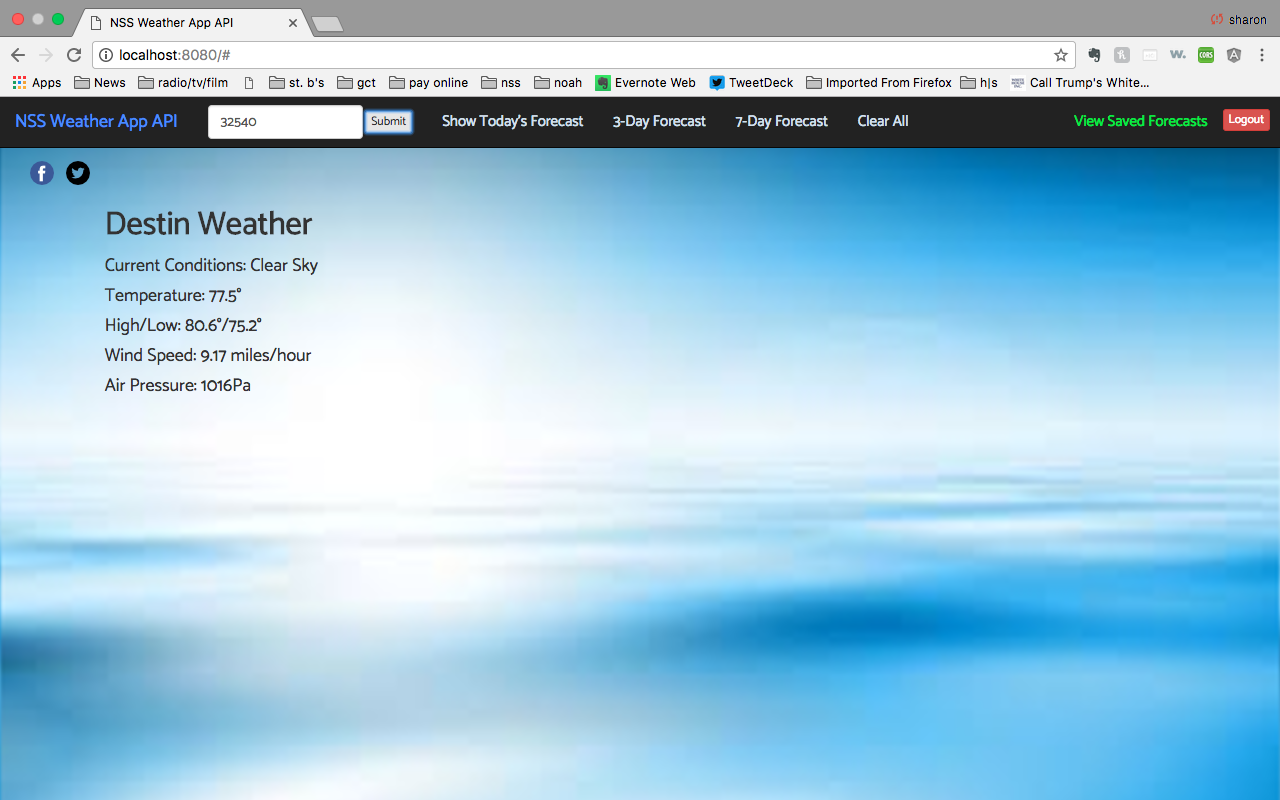 NSS Weather App API
sharon
localhost:8080/#
Apps News radio/tv/film st. b's gct pay online nss noah Evernote Web TweetDeck Imported From Firefox h|s Call Trump's White...
NSS Weather App API 32540 Submit Show Today's Forecast 3-Day Forecast 7-Day Forecast Clear All View Saved Forecasts Logout
Destin Weather
Current Conditions: Clear Sky
Temperature: 77.5°
High/Low: 80.6°/75.2°
Wind Speed: 9.17 miles/hour
Air Pressure: 1016Pa